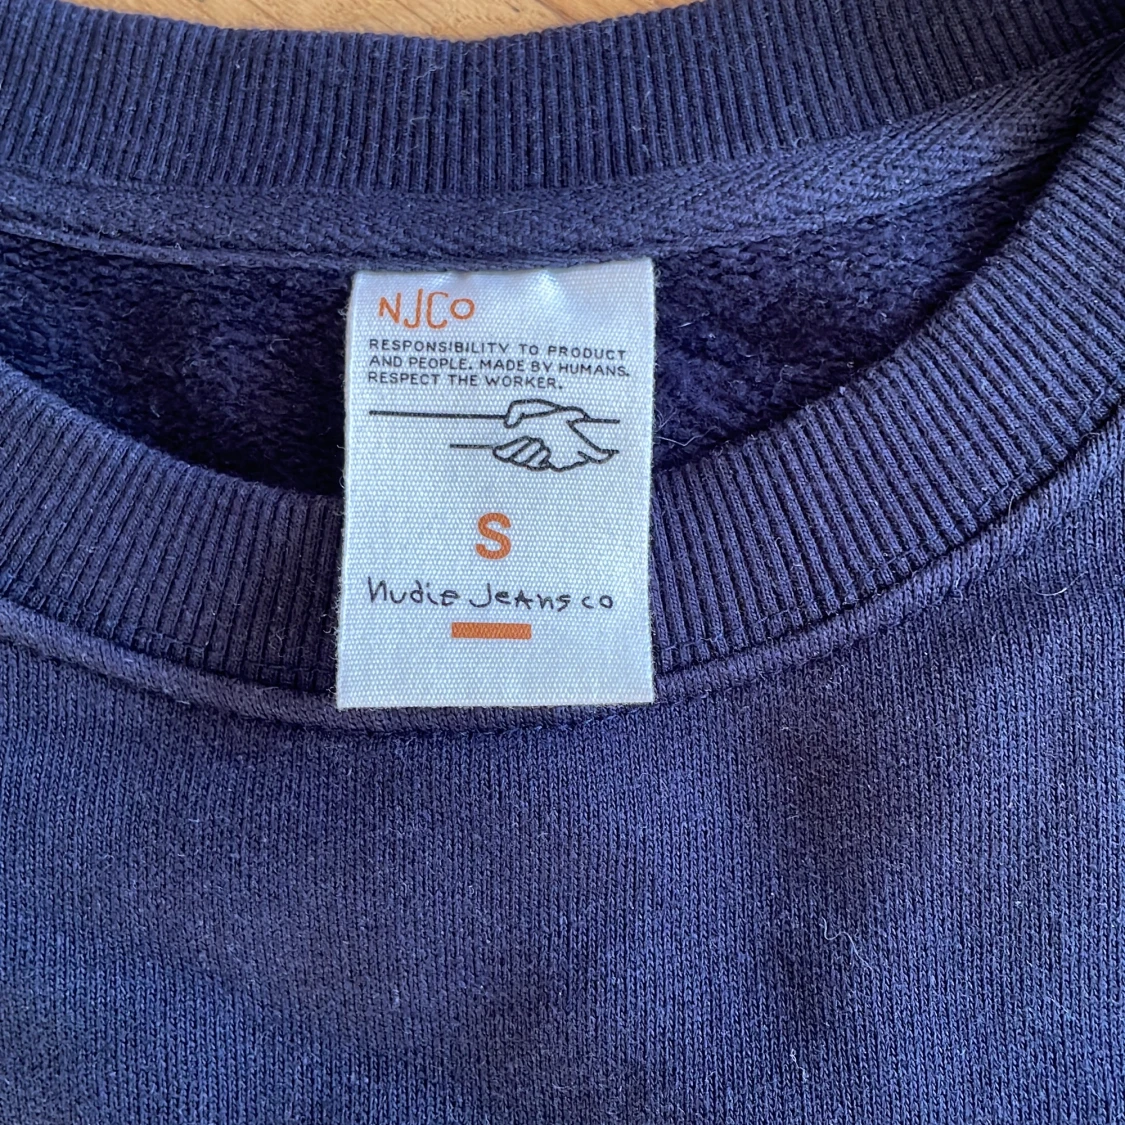 NJCo
RESPONSIBILITY TO PRODUCT
AND PEOPLE. MADE BY HUMANS.
RESPECT THE WORKER.
S
Nudie Jeans co